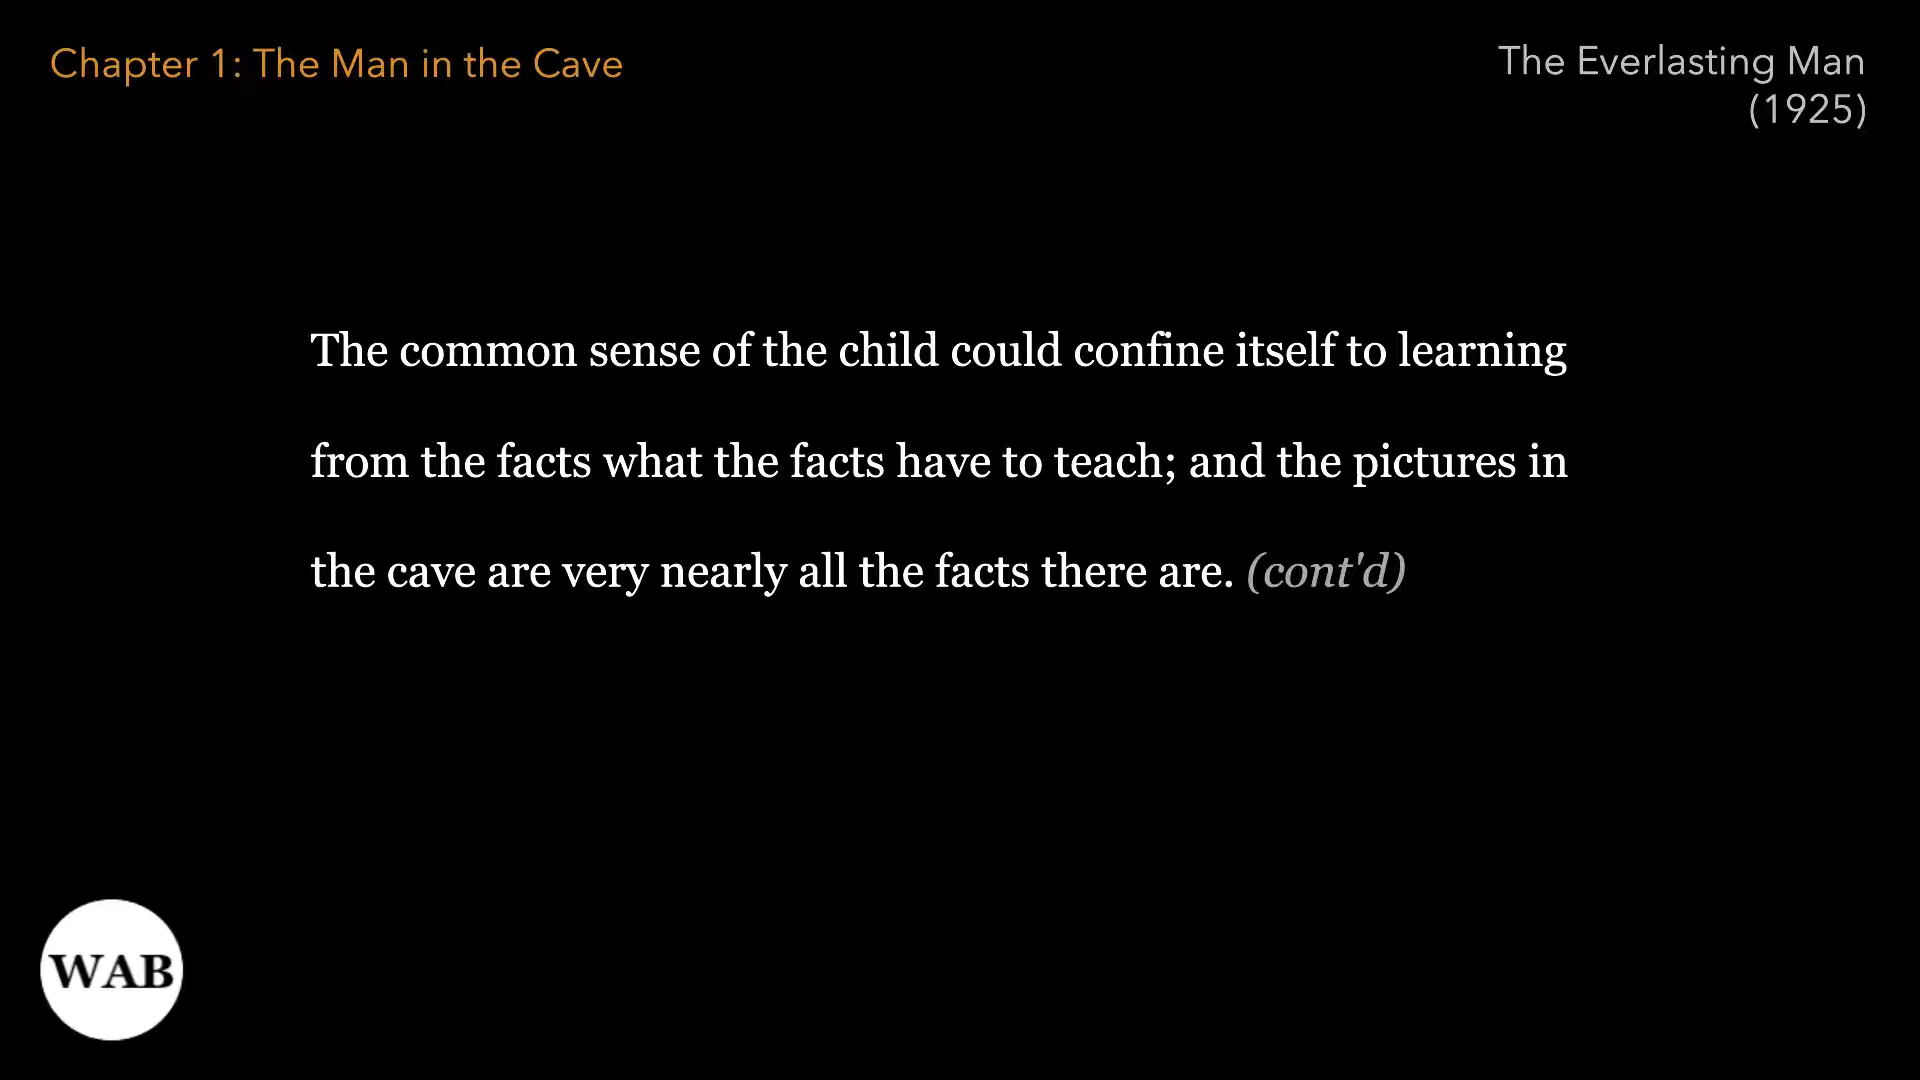 Chapter 1: The Man in the Cave
The Everlasting Man
(1925)
The common sense of the child could confine itself to learning
from the facts what the facts have to teach; and the pictures in
the cave are very nearly all the facts there are. (cont'd)
WAB